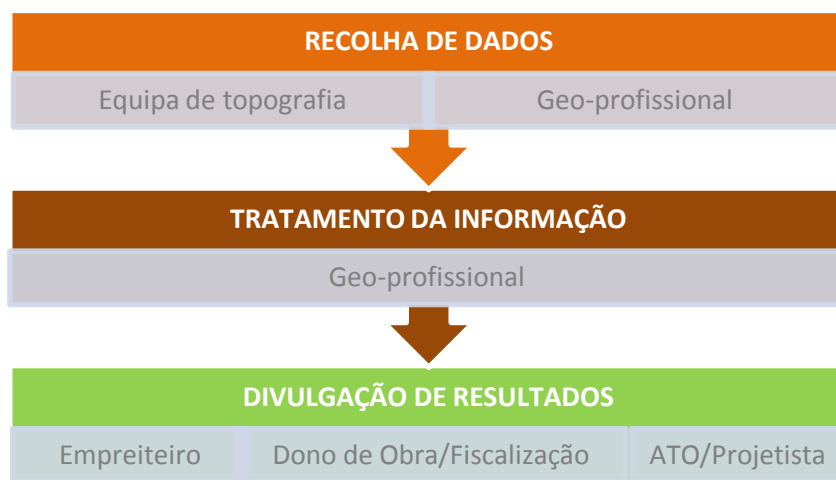 RECOLHA DE DADOS
Equipa de topografia Geo-profissional
TRATAMENTO DA INFORMAÇÃO
Geo-profissional
DIVULGAÇÃO DE RESULTADOS
Empreiteiro Dono de Obra/Fiscalização ATO/Projetista